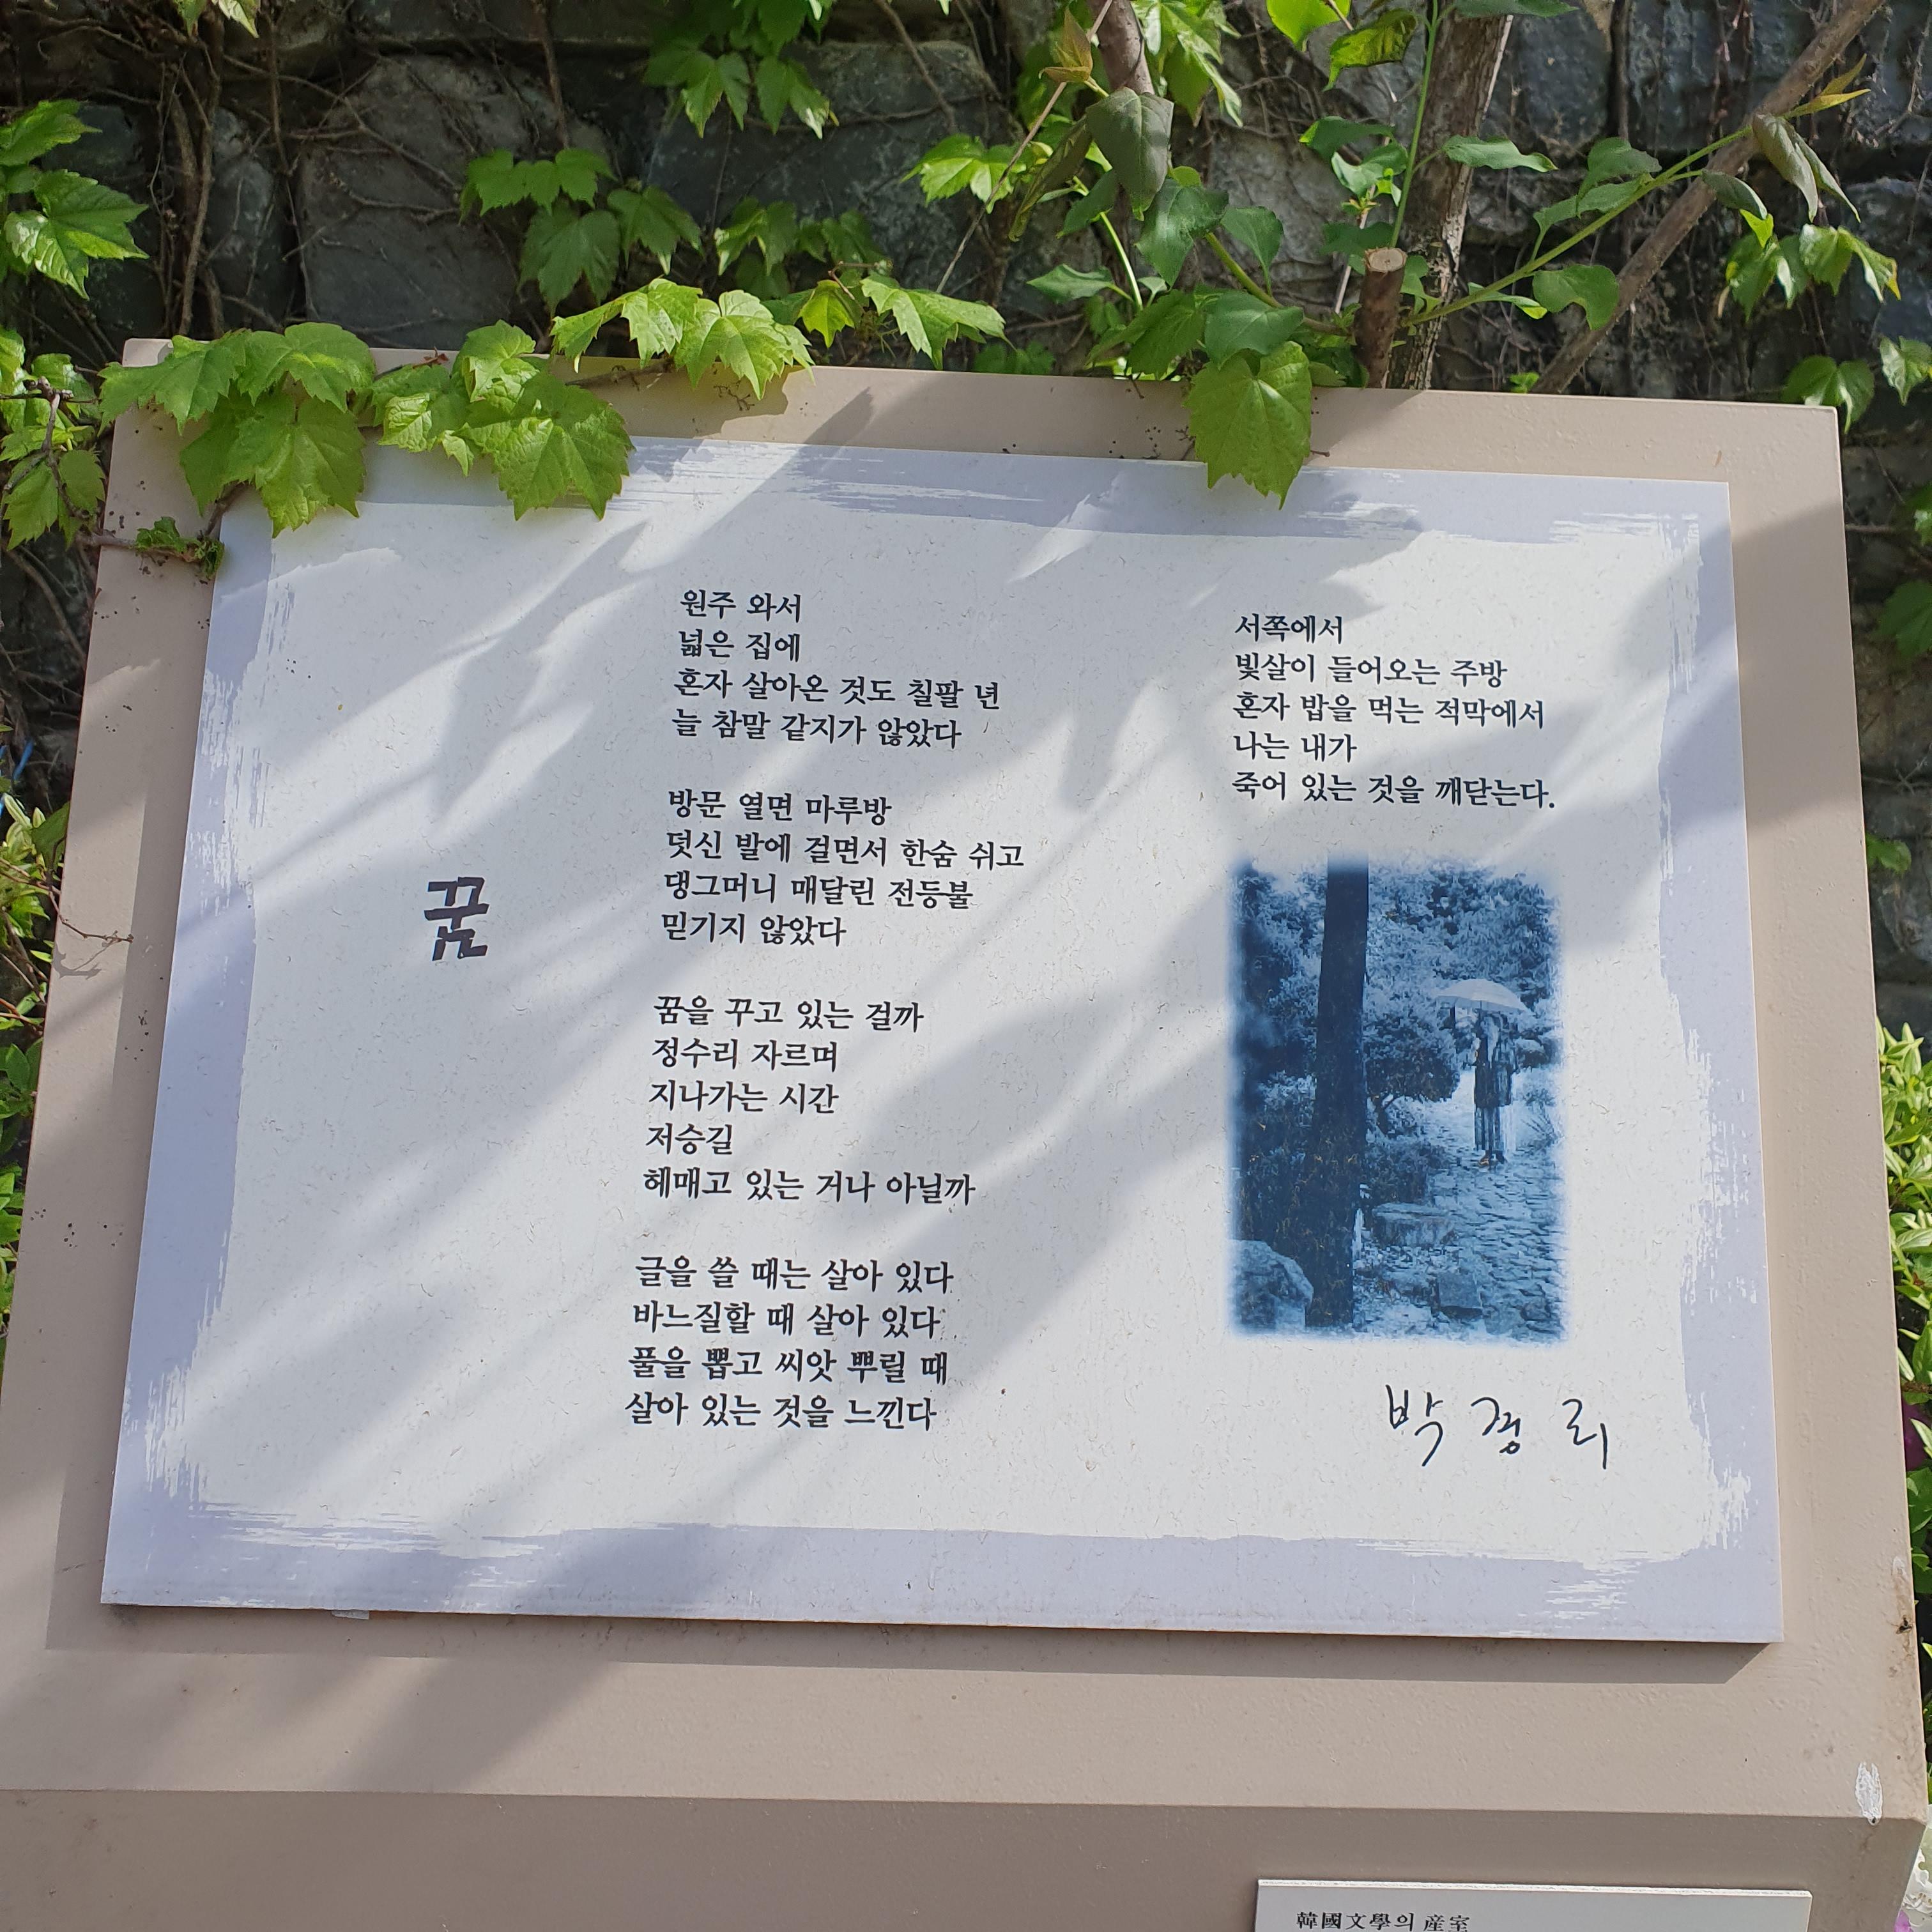 꿈
원주 와서
넓은 집에
혼자 살아온 것도 칠팔 년
늘 참말 같지가 않았다
방문 열면 마루방
덧신 발에 걸면서 한숨 쉬고
댕그머니 매달린 전등불
믿기지 않았다
꿈을 꾸고 있는 걸까
정수리 자르며
지나가는 시간
저승길
헤매고 있는 거나 아닐까
글을 쓸 때는 살아 있다
바느질할 때 살아 있다
풀을 뽑고 씨앗 뿌릴 때
살아 있는 것을 느낀다
서쪽에서
빛살이 들어오는 주방
혼자 밥을 먹는 적막에서
나는 내가
죽어 있는 것을 깨닫는다.
박경리
韓國文學의 産室